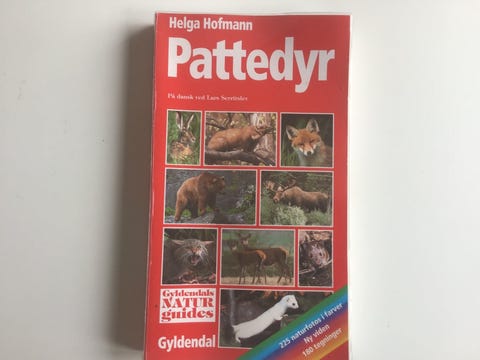 Helga Hofmann
Pattedyr
På dansk ved Lars Serritslev
Gyldendals
NATUR
guides
Gyldendal
225 naturfotos i farver
Ny viden
180 tegninger